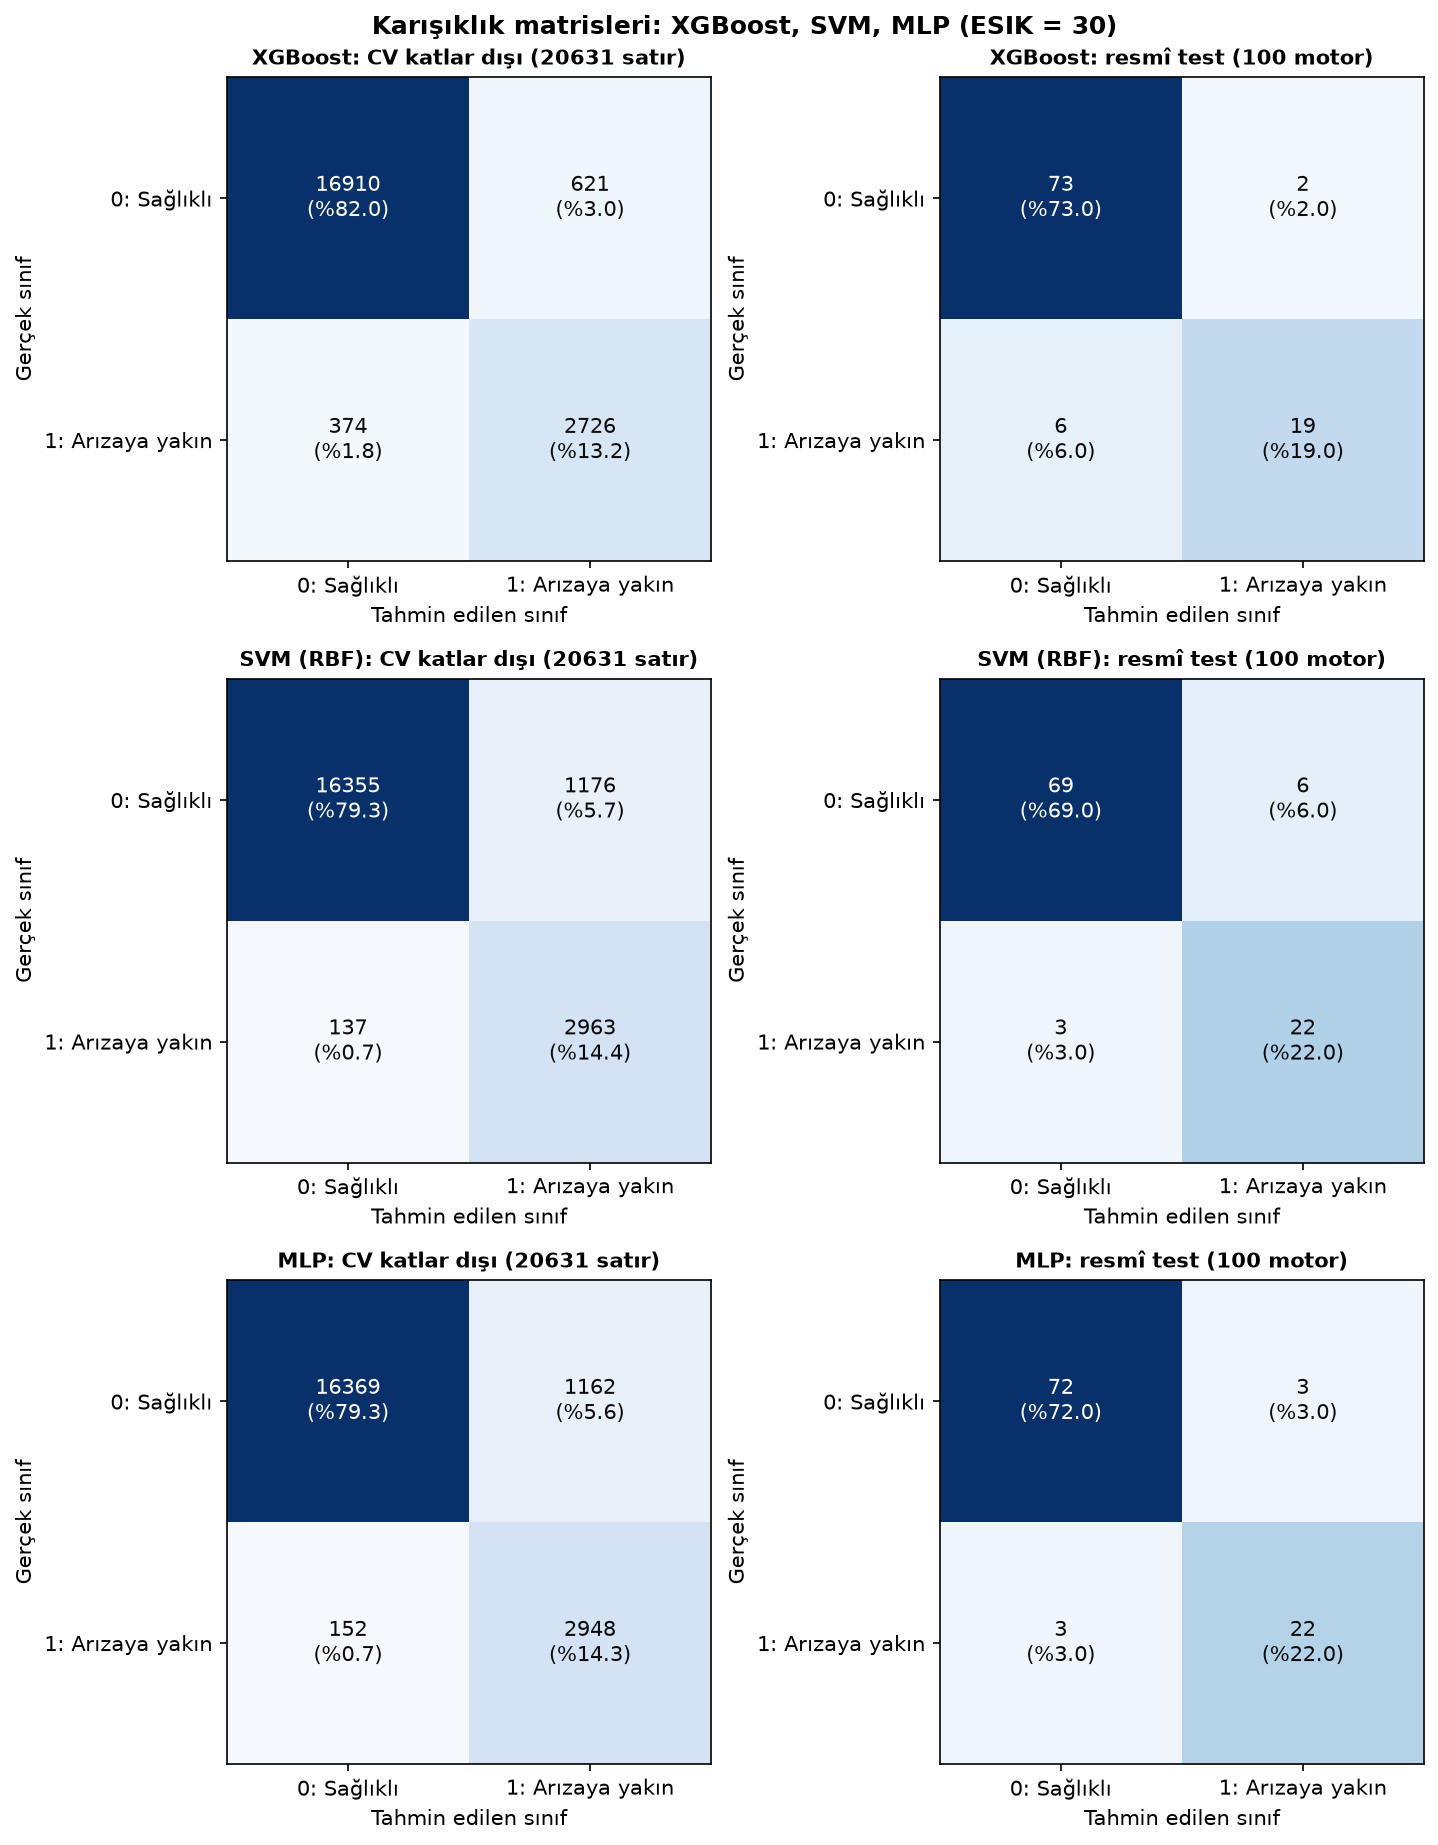 Karışıklık matrisleri: XGBoost, SVM, MLP (ESIK = 30)
XGBoost: CV katlar dışı (20631 satır)
Gerçek sınıf
0: Sağlıklı
1: Arızaya yakın
16910
(%82.0)
621
(%3.0)
374
(%1.8)
2726
(%13.2)
0: Sağlıklı
1: Arızaya yakın
Tahmin edilen sınıf
XGBoost: resmî test (100 motor)
Gerçek sınıf
0: Sağlıklı
1: Arızaya yakın
73
(%73.0)
2
(%2.0)
6
(%6.0)
19
(%19.0)
0: Sağlıklı
1: Arızaya yakın
Tahmin edilen sınıf
SVM (RBF): CV katlar dışı (20631 satır)
Gerçek sınıf
0: Sağlıklı
1: Arızaya yakın
16355
(%79.3)
1176
(%5.7)
137
(%0.7)
2963
(%14.4)
0: Sağlıklı
1: Arızaya yakın
Tahmin edilen sınıf
SVM (RBF): resmî test (100 motor)
Gerçek sınıf
0: Sağlıklı
1: Arızaya yakın
69
(%69.0)
6
(%6.0)
3
(%3.0)
22
(%22.0)
0: Sağlıklı
1: Arızaya yakın
Tahmin edilen sınıf
MLP: CV katlar dışı (20631 satır)
Gerçek sınıf
0: Sağlıklı
1: Arızaya yakın
16369
(%79.3)
1162
(%5.6)
152
(%0.7)
2948
(%14.3)
0: Sağlıklı
1: Arızaya yakın
Tahmin edilen sınıf
MLP: resmî test (100 motor)
Gerçek sınıf
0: Sağlıklı
1: Arızaya yakın
72
(%72.0)
3
(%3.0)
3
(%3.0)
22
(%22.0)
0: Sağlıklı
1: Arızaya yakın
Tahmin edilen sınıf